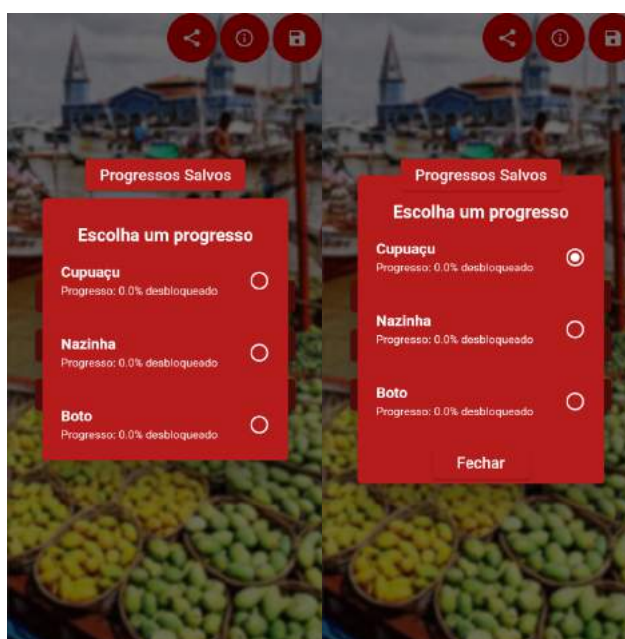 Progressos Salvos
Escolha um progresso
Cupuaçu
Progresso: 0.0% desbloqueado
Nazinha
Progresso: 0.0% desbloqueado
Boto
Progresso: 0.0% desbloqueado
Progressos Salvos
Escolha um progresso
Cupuaçu
Progresso: 0.0% desbloqueado
Nazinha
Progresso: 0.0% desbloqueado
Boto
Progresso: 0.0% desbloqueado
Fechar